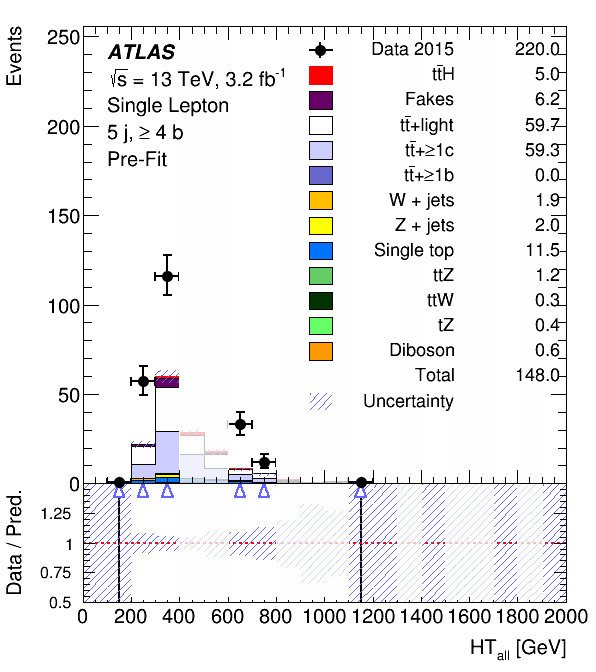 Events
250
200
150
100
50
0
ATLAS
√s = 13 TeV, 3.2 fb⁻¹
Single Lepton
5 j, ≥ 4 b
Pre-Fit
Data 2015 220.0
tt̄H 5.0
Fakes 6.2
tt̄+light 59.7
tt̄+≥1c 59.3
tt̄+≥1b 0.0
W + jets 1.9
Z + jets 2.0
Single top 11.5
ttZ 1.2
ttW 0.3
tZ 0.4
Diboson 0.6
Total 148.0
Uncertainty
Data / Pred.
1.25
1
0.75
0.5
0 200 400 600 800 1000 1200 1400 1600 1800 2000
HT_all [GeV]